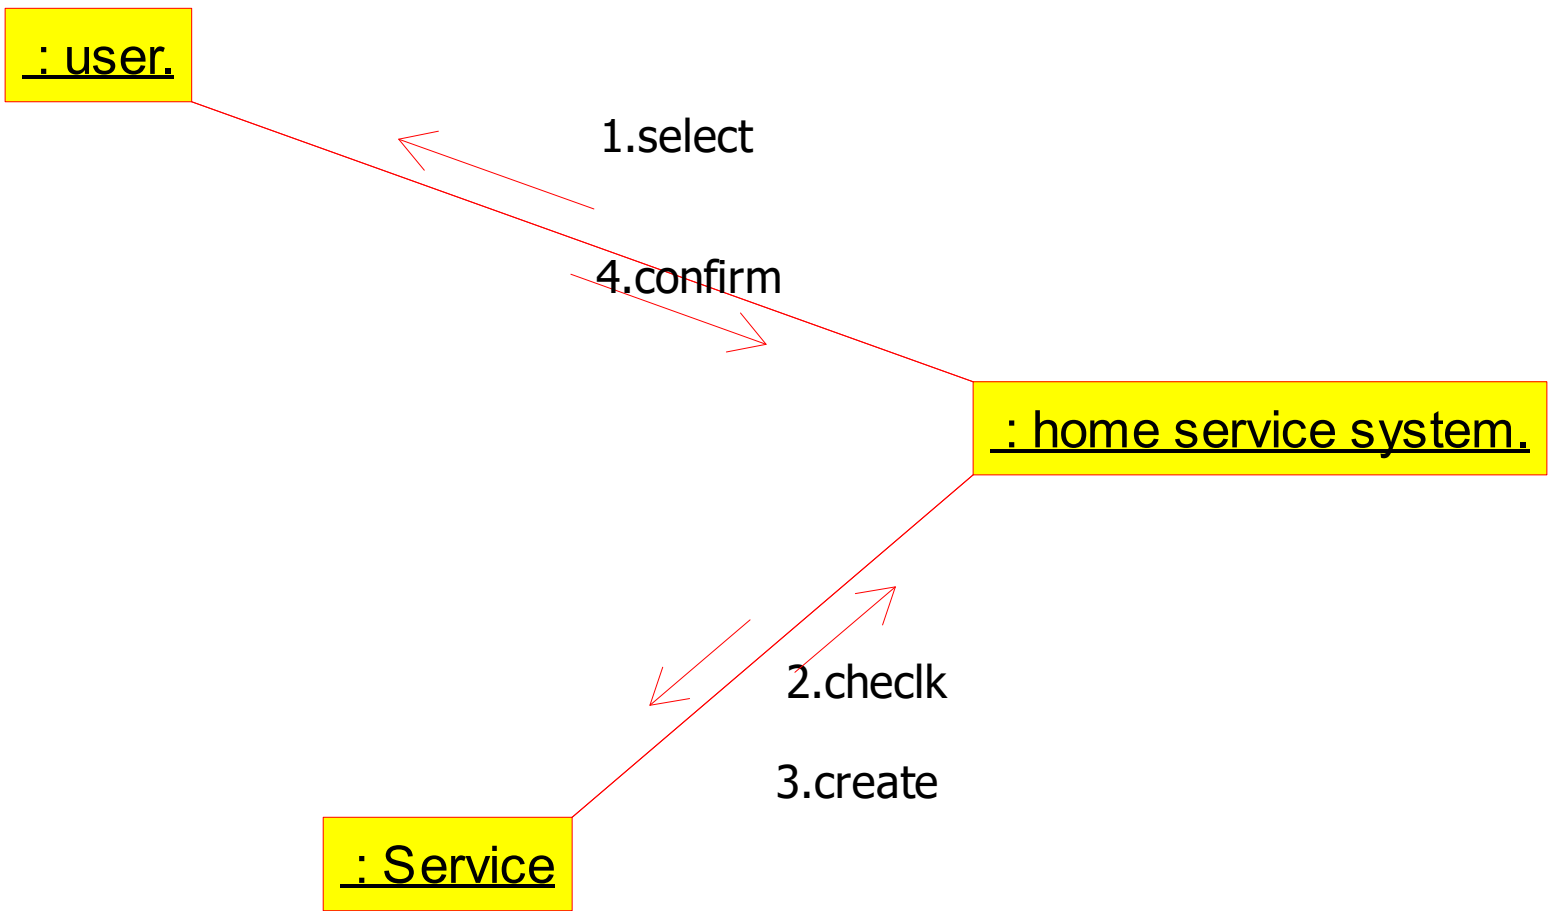 : user.
1.select
4.confirm
: home service system.
2.checlk
3.create
: Service